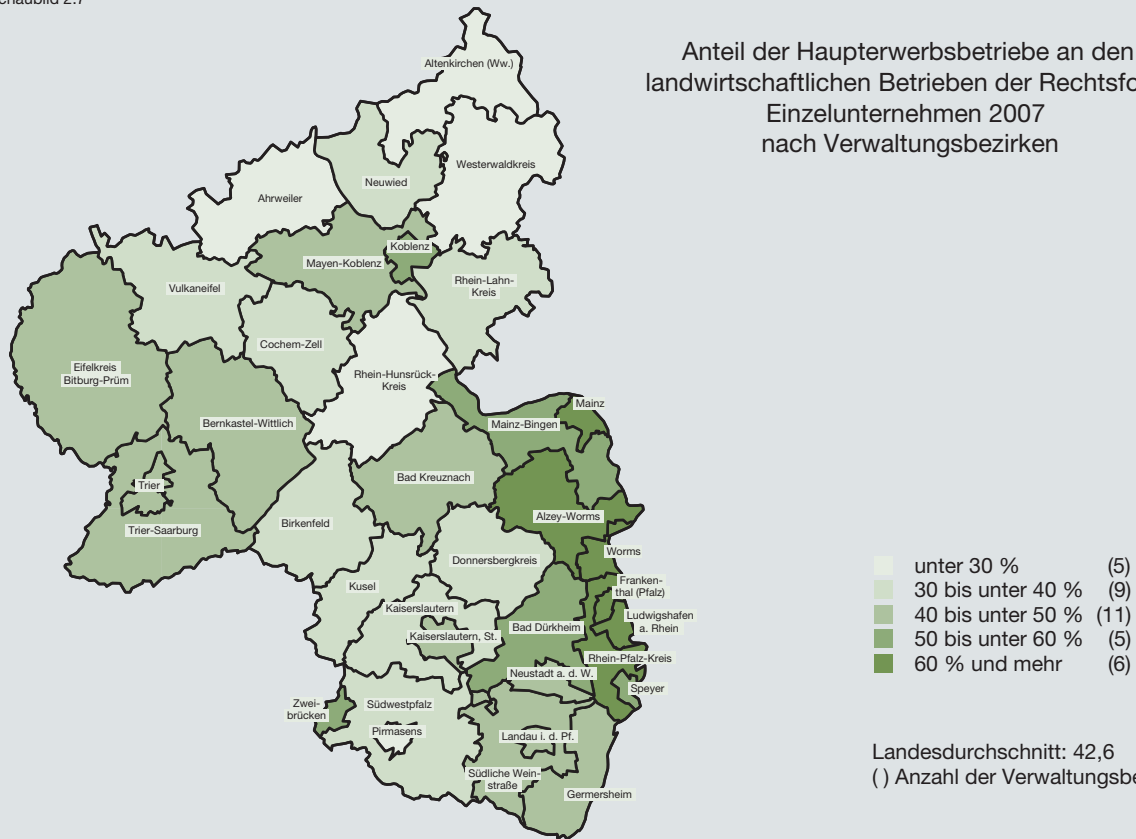 Anteil der Haupterwerbsbetriebe an den
landwirtschaftlichen Betrieben der
Einzelunternehmen 2007
nach Verwaltungsbezirken
Altenkirchen (Ww.)
Westerwaldkreis
Neuwied
Ahrweiler
Koblenz
Mayen-Koblenz
Rhein-Lahn-
Kreis
Vulkaneifel
Cochem-Zell
Eifelkreis
Bitburg-Prüm
Rhein-Hunsrück-
Kreis
Mainz
Bernkastel-Wittlich
Mainz-Bingen
Bad Kreuznach
Trier
Trier-Saarburg
Birkenfeld
Alzey-Worms
Donnersbergkreis
Worms
Kusel
Franken-
thal (Pfalz)
Kaiserslautern
Ludwigshafen
a. Rhein
Bad Dürkheim
Kaiserslautern, St.
Rhein-Pfalz-Kreis
Neustadt a. d. W.
Speyer
Zwei-
brücken
Südwestpfalz
Pirmasens
Landau i. d. Pf.
Südliche Wein-
straße
Germersheim
unter 30 % (5)
30 bis unter 40 % (9)
40 bis unter 50 % (11)
50 bis unter 60 % (5)
60 % und mehr (6)
Landesdurchschnitt: 42,6
( ) Anzahl der